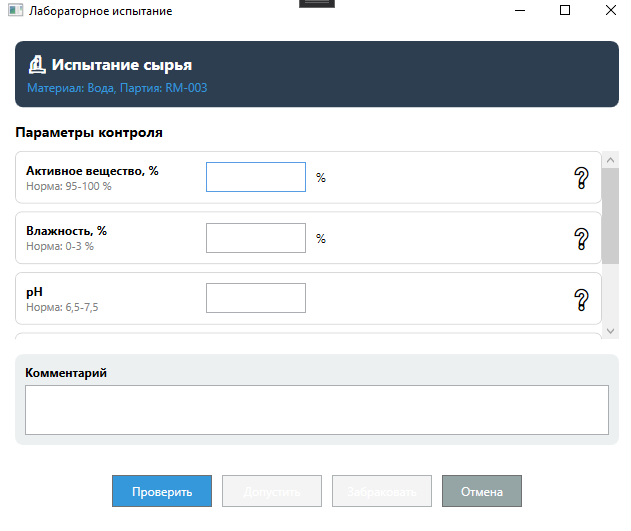 Лабораторное испытание
Испытание сырья
Материал: Вода, Партия: RM-003
Параметры контроля
Активное вещество, %
Норма: 95-100 %
%
Влажность, %
Норма: 0-3 %
%
pH
Норма: 6,5-7,5
Комментарий
Проверить Допустить Забраковать Отмена